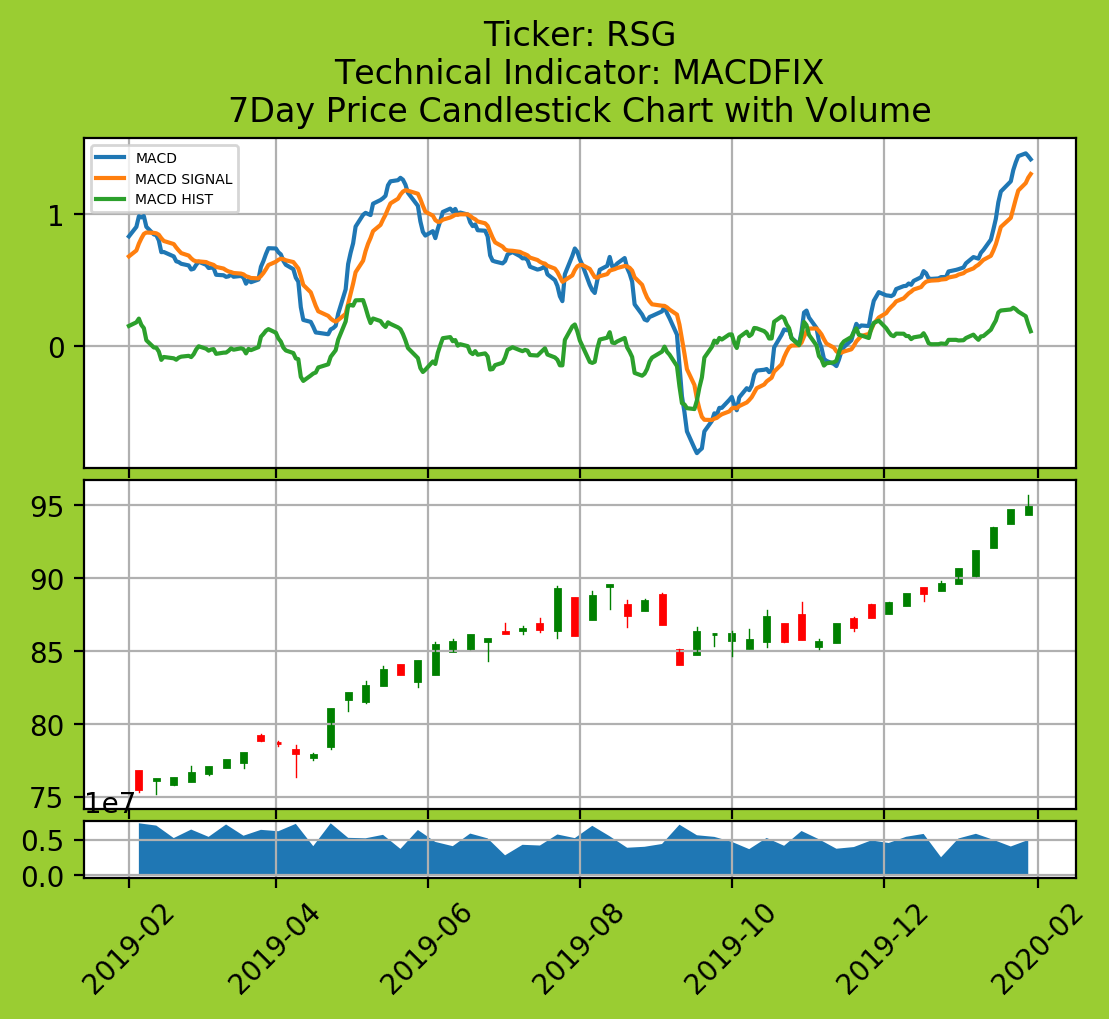 Ticker: RSG
Technical Indicator: MACDFIX
7Day Price Candlestick Chart with Volume
MACD
MACD SIGNAL
MACD HIST
1
0
95
90
85
80
75
1e7
0.5
0.0
2019-02
2019-04
2019-06
2019-08
2019-10
2019-12
2020-02